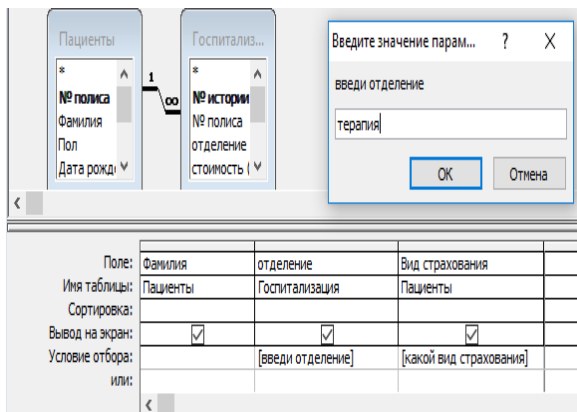 Пациенты
*
№ полиса
Фамилия
Пол
Дата рожд
1
∞
Госпитализ...
*
№ истории
№ полиса
отделение
стоимость (
Введите значение парам... ? X
введи отделение
терапия
ОК Отмена
Поле: Фамилия отделение Вид страхования
Имя таблицы: Пациенты Госпитализация Пациенты
Сортировка:
Вывод на экран:
Условие отбора: [введи отделение] [какой вид страхования]
или: